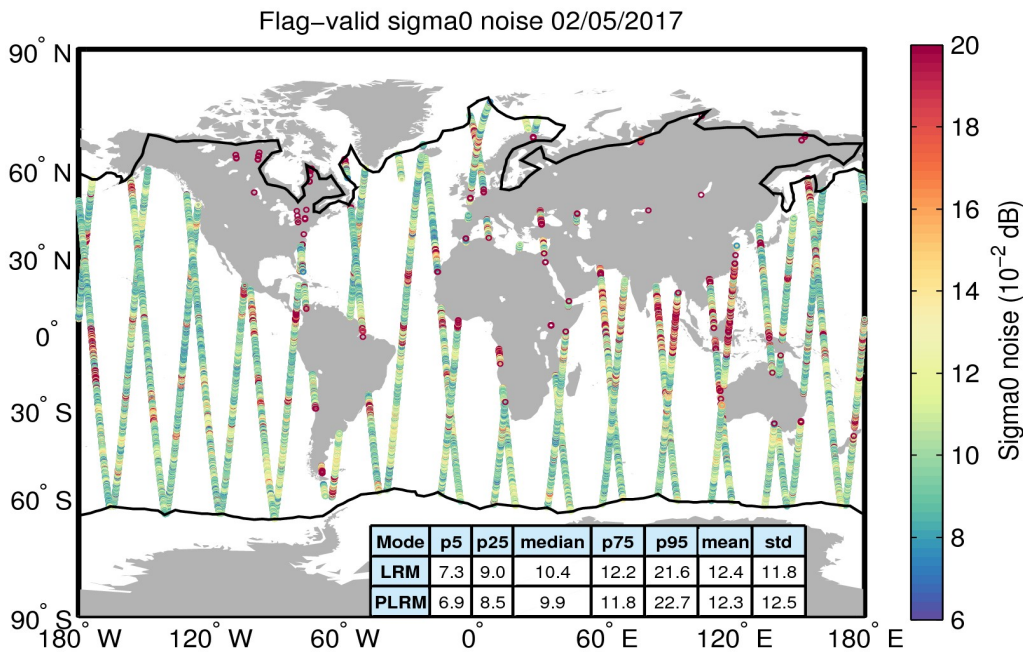 Flag−valid sigma0 noise 02/05/2017
90° N
60° N
30° N
0°
30° S
60° S
90° S
180° W 120° W 60° W 0° 60° E 120° E 180° E
Mode p5 p25 median p75 p95 mean std
LRM 7.3 9.0 10.4 12.2 21.6 12.4 11.8
PLRM 6.9 8.5 9.9 11.8 22.7 12.3 12.5
20
18
16
14
12
10
8
6
Sigma0 noise (10⁻² dB)